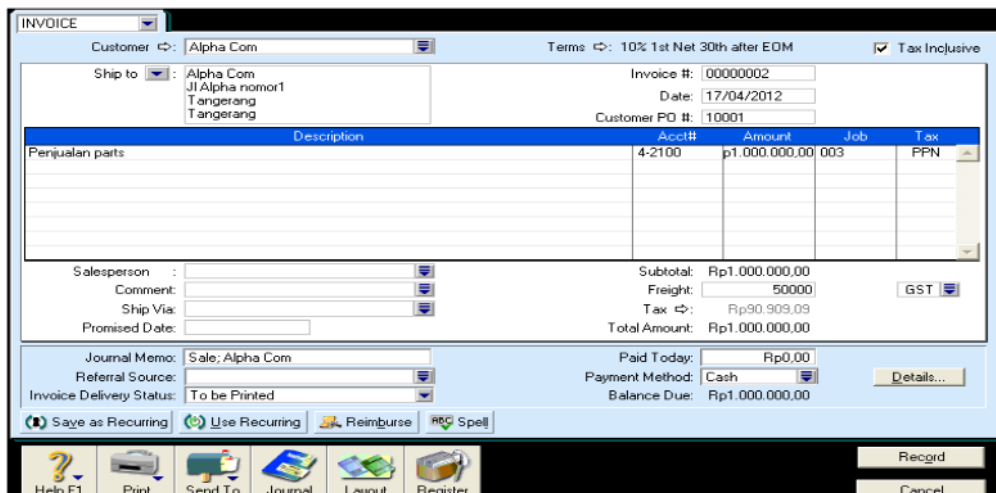 INVOICE
Customer ⇨: Alpha Com Terms ⇨: 10% 1st Net 30th after EOM Tax Inclusive
Ship to : Alpha Com Invoice #: 00000002
Jl Alpha nomor1
Tangerang Date: 17/04/2012
Tangerang Customer PO #: 10001
Description Acct# Amount Job Tax
Penjualan parts 4-2100 p1.000.000,00 003 PPN
Salesperson : Subtotal: Rp1.000.000,00
Comment: Freight: 50000 GST
Ship Via: Tax ⇨: Rp90.909,09
Promised Date: Total Amount: Rp1.000.000,00
Journal Memo: Sale; Alpha Com Paid Today: Rp0,00
Referral Source: Payment Method: Cash Details...
Invoice Delivery Status: To be Printed Balance Due: Rp1.000.000,00
Save as Recurring Use Recurring Reimburse ABC Spell
Record
Help F1 Print Send To Journal Layout Register Cancel